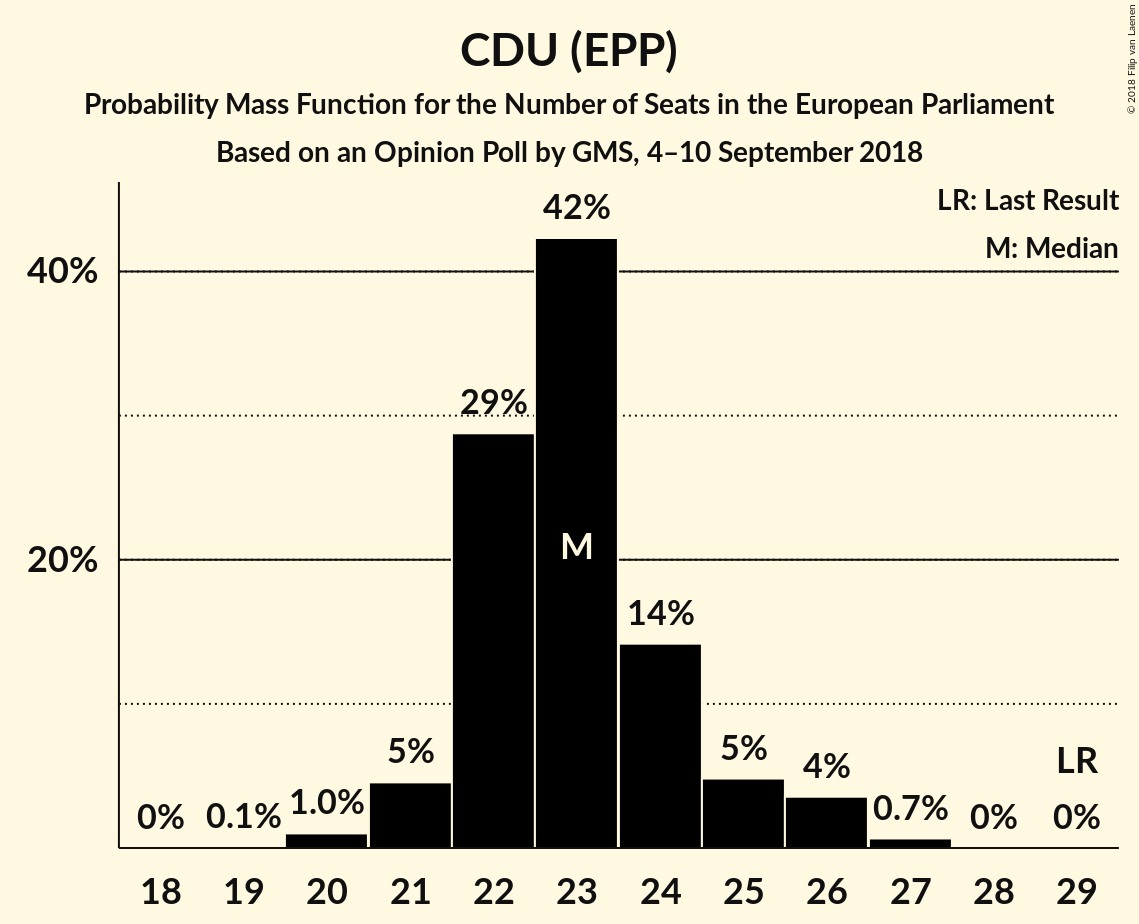 CDU (EPP)
Probability Mass Function for the Number of Seats in the European Parliament
Based on an Opinion Poll by GMS, 4–10 September 2018
© 2018 Filip van Laenen
LR: Last Result
M: Median
40%
20%
0%
0.1%
1.0%
5%
29%
42%
M
14%
5%
4%
0.7%
0%
LR
0%
18 19 20 21 22 23 24 25 26 27 28 29